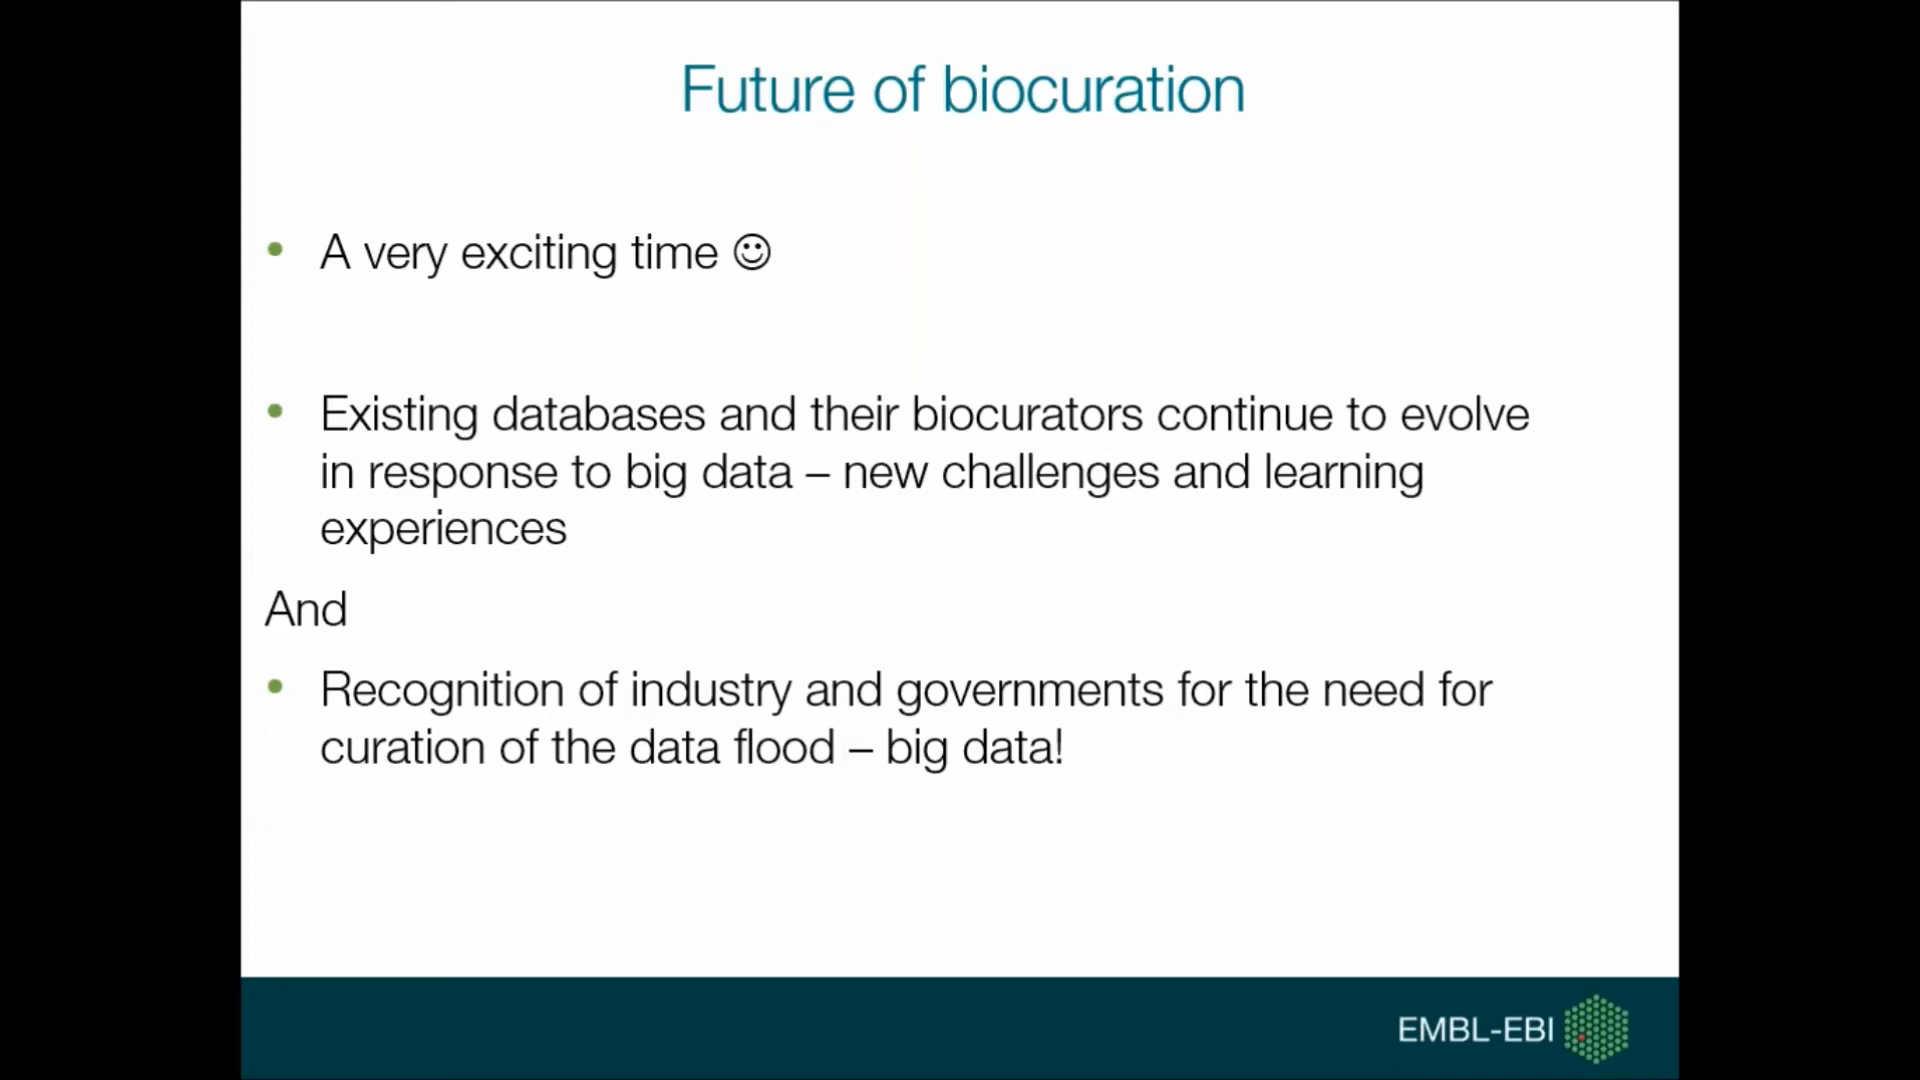 Future of biocuration
• A very exciting time ☺
• Existing databases and their biocurators continue to evolve
in response to big data – new challenges and learning
experiences
And
• Recognition of industry and governments for the need for
curation of the data flood – big data!
EMBL-EBI